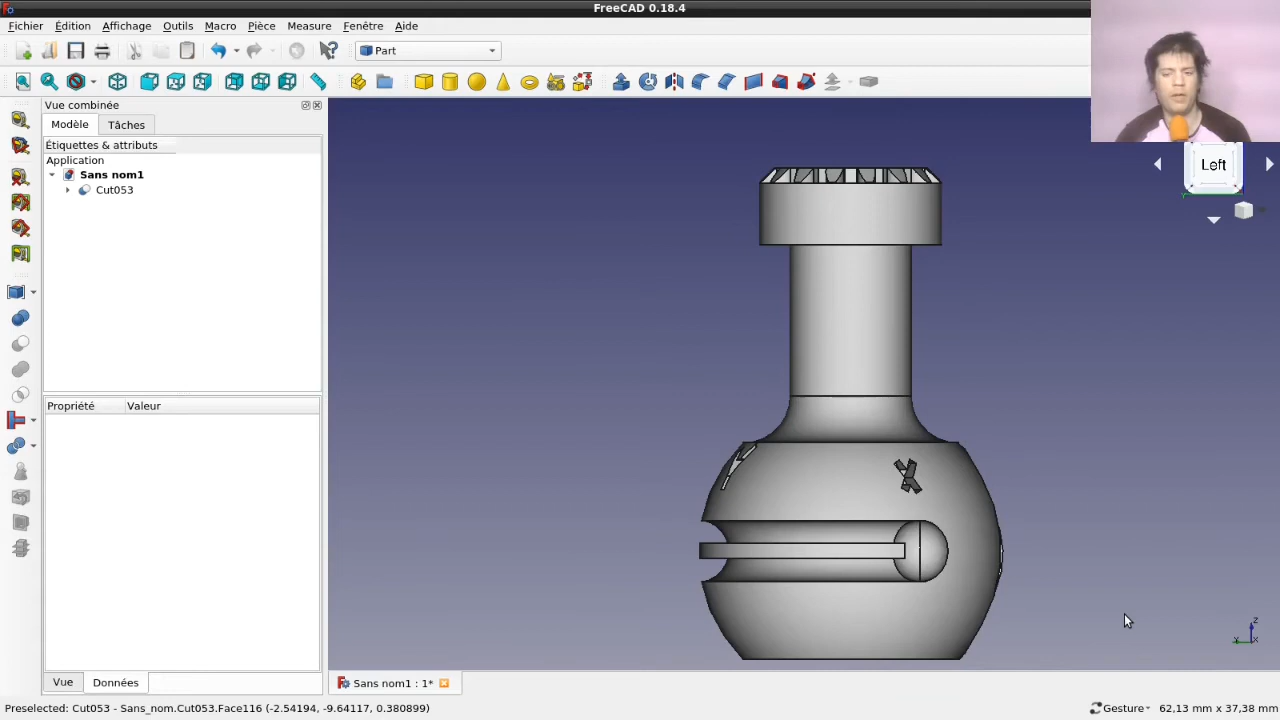 FreeCAD 0.18.4
Fichier Édition Affichage Outils Macro Pièce Measure Fenêtre Aide
Part
Vue combinée
Modèle Tâches
Étiquettes & attributs
Application
Sans nom1
Cut053
Propriété Valeur
Left
Z
Y
X
Vue Données
Sans nom1 : 1*
Preselected: Cut053 - Sans_nom.Cut053.Face116 (-2.54194, -9.64117, 0.380899)
Gesture 62,13 mm x 37,38 mm